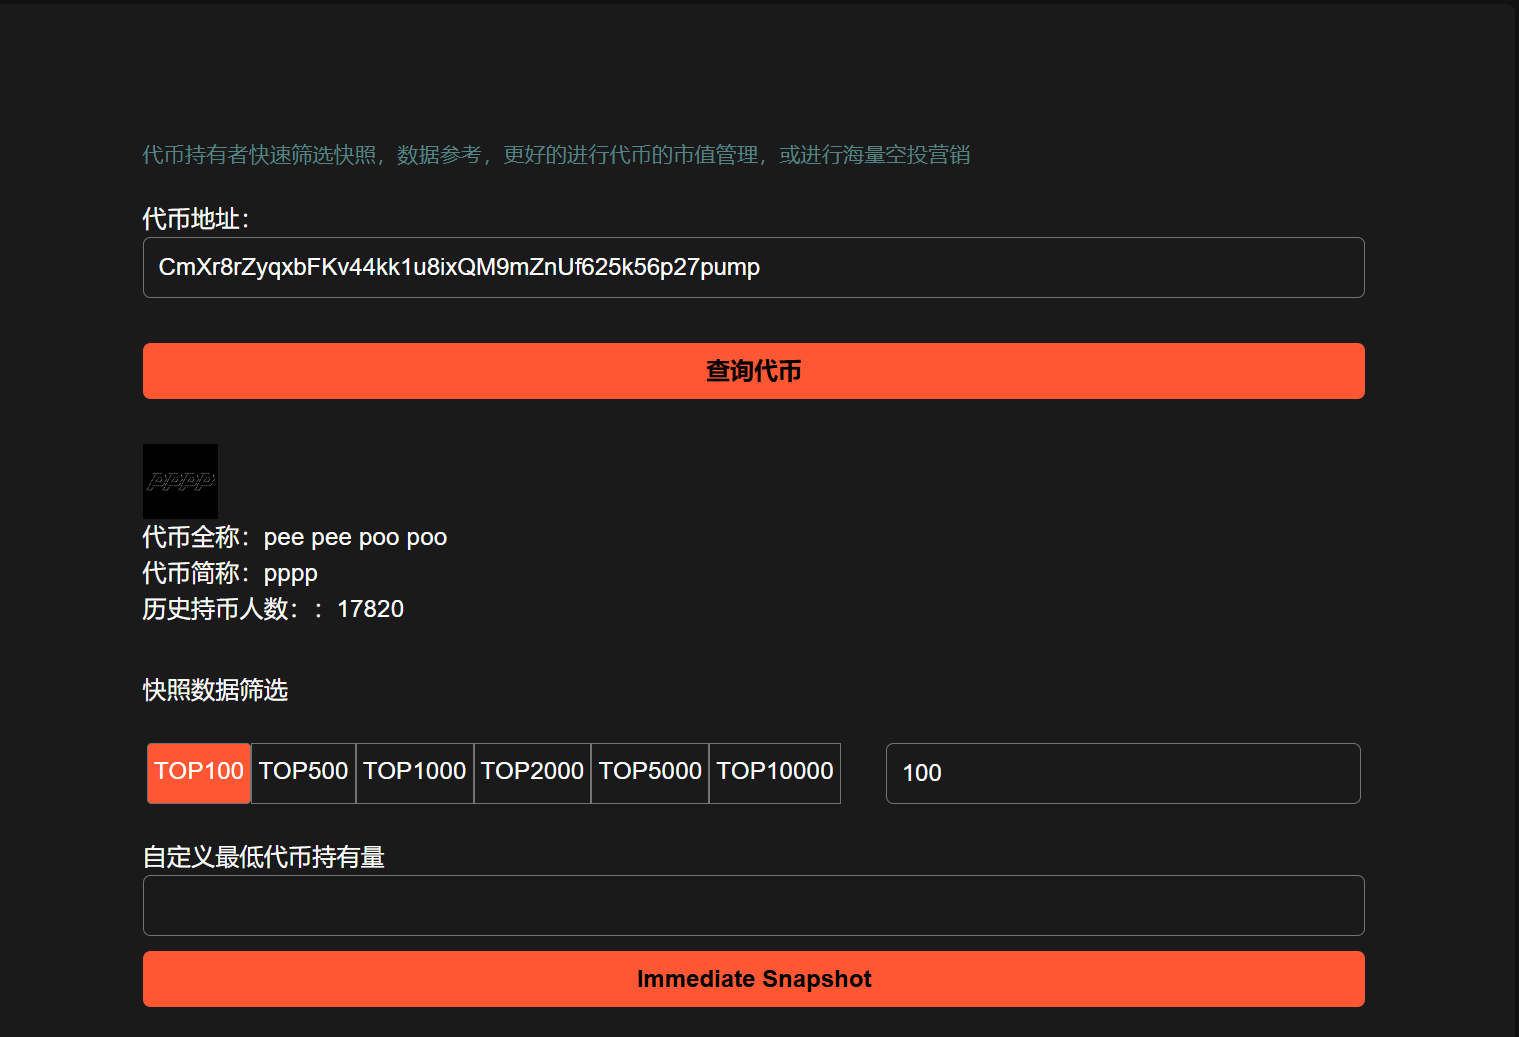 代币持有者快速筛选快照，数据参考，更好的进行代币的市值管理，或进行海量空投营销
代币地址：
CmXr8rZyqxbFKv44kk1u8ixQM9mZnUf625k56p27pump
查询代币
pppp
代币全称：pee pee poo poo
代币简称：pppp
历史持币人数：：17820
快照数据筛选
TOP100 TOP500 TOP1000 TOP2000 TOP5000 TOP10000 100
自定义最低代币持有量
Immediate Snapshot